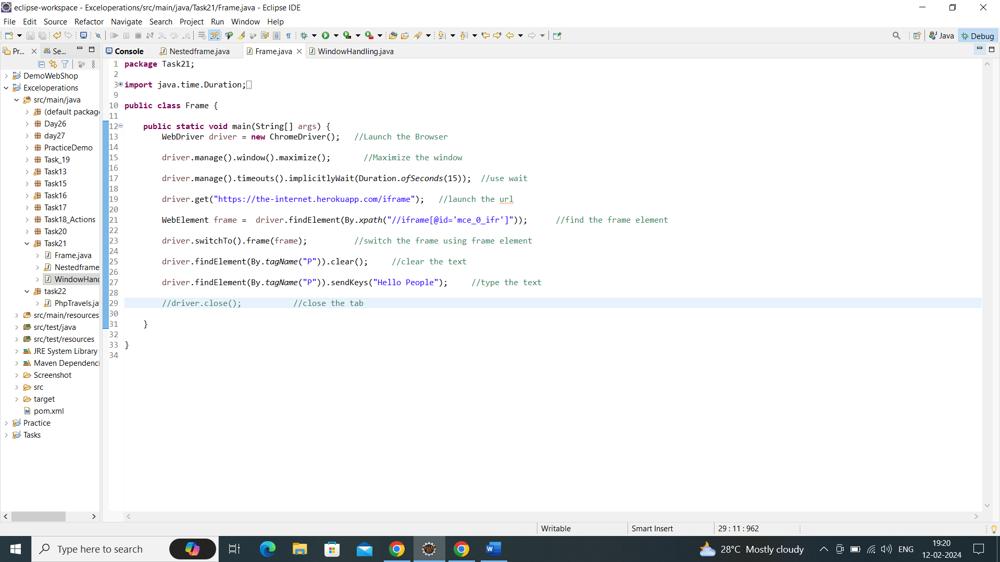 eclipse-workspace - Exceloperations/src/main/java/Task21/Frame.java - Eclipse IDE
File Edit Source Refactor Navigate Search Project Run Window Help
Java Debug
Pr... Se...
Console Nestedframe.java Frame.java WindowHandling.java
DemoWebShop
Exceloperations
src/main/java
(default package
Day26
day27
PracticeDemo
Task_19
Task13
Task15
Task16
Task17
Task18_Actions
Task20
Task21
Frame.java
Nestedframe
WindowHand
task22
PhpTravels.ja
src/main/resources
src/test/java
src/test/resources
JRE System Library
Maven Dependenci
Screenshot
src
target
pom.xml
Practice
Tasks
1 package Task21;
2
3 import java.time.Duration;
9
10 public class Frame {
11
12 public static void main(String[] args) {
13 WebDriver driver = new ChromeDriver(); //Launch the Browser
14
15 driver.manage().window().maximize(); //Maximize the window
16
17 driver.manage().timeouts().implicitlyWait(Duration.ofSeconds(15)); //use wait
18
19 driver.get("https://the-internet.herokuapp.com/iframe"); //launch the url
20
21 WebElement frame = driver.findElement(By.xpath("//iframe[@id='mce_0_ifr']")); //find the frame element
22
23 driver.switchTo().frame(frame); //switch the frame using frame element
24
25 driver.findElement(By.tagName("P")).clear(); //clear the text
26
27 driver.findElement(By.tagName("P")).sendKeys("Hello People"); //type the text
28
29 //driver.close(); //close the tab
30
31 }
32
33 }
34
Writable Smart Insert 29 : 11 : 962
Type here to search
28°C Mostly cloudy
ENG
19:20
12-02-2024